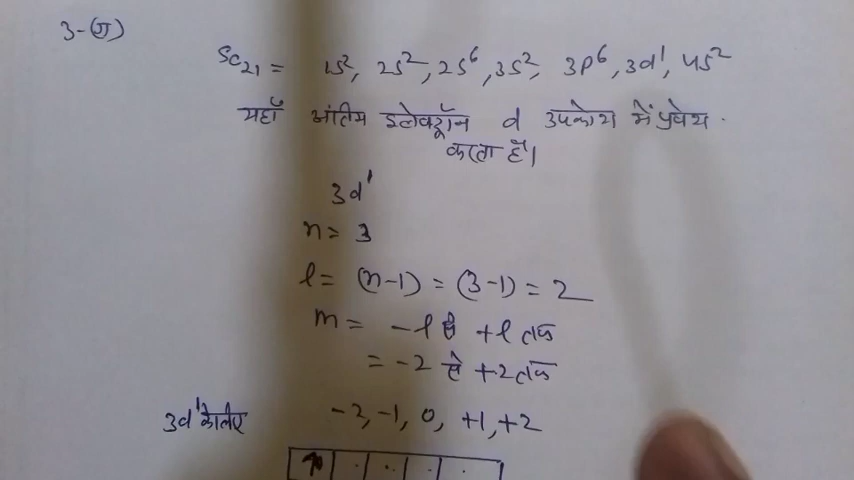 3-(ग)
Sc21 = 1s², 2s², 2s⁶, 3s², 3p⁶, 3d¹, 4s²
यहाँ अंतिम इलेक्ट्रॉन d उपकोश में प्रवेश
करता है।
3d¹
n = 3
l = (n-1) = (3-1) = 2
m = -l से +l तक
= -2 से +2 तक
3d¹ के लिए -2, -1, 0, +1, +2